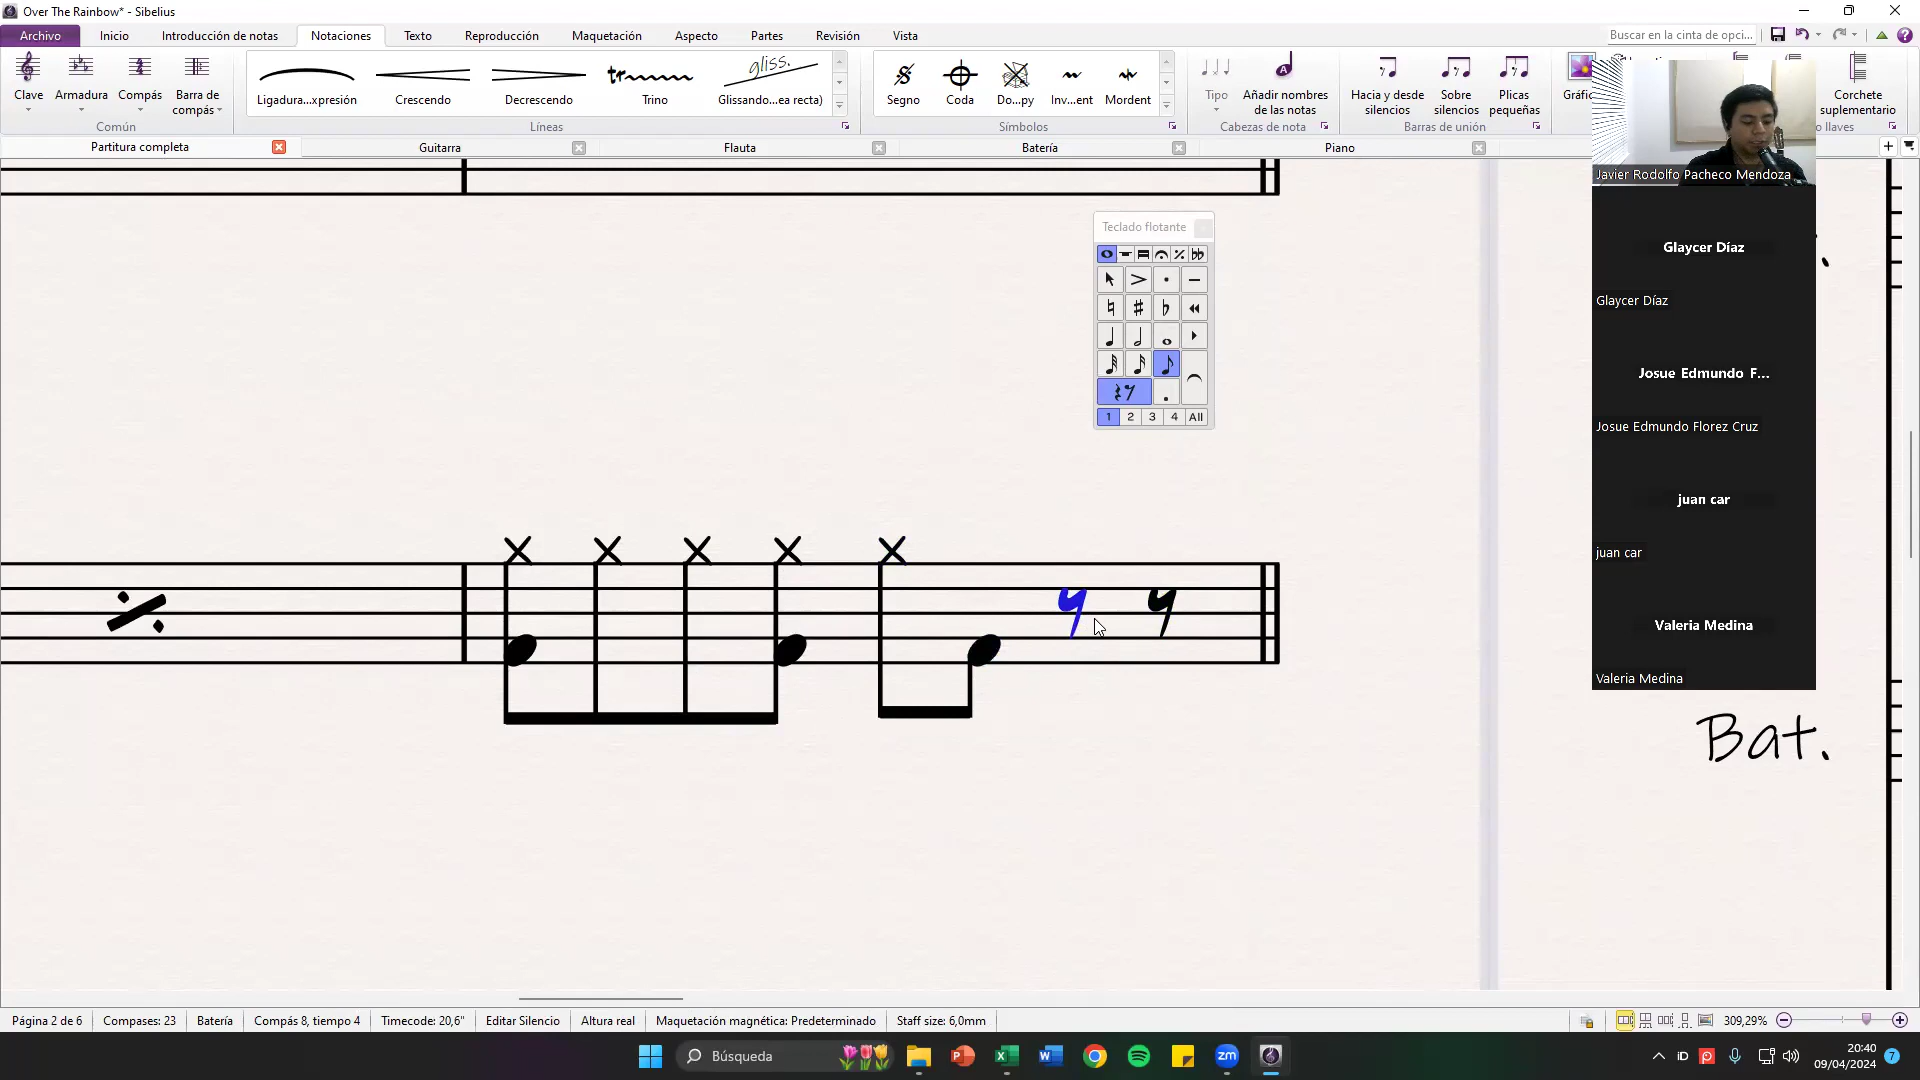 Over The Rainbow* - Sibelius
Archivo Inicio Introducción de notas Notaciones Texto Reproducción Maquetación Aspecto Partes Revisión Vista Buscar en la cinta de opci...
gliss.
Clave Armadura Compás Barra de compás Ligadura...xpresión Crescendo Decrescendo Trino Glissando...ea recta) Segno Coda Do...py Inv...ent Mordent Tipo Añadir nombres de las notas Hacia y desde silencios Sobre silencios Plicas pequeñas Corchete suplementario
Común Líneas Símbolos Cabezas de nota Barras de unión o llaves
Partitura completa Guitarra Flauta Batería Piano
Teclado flotante
1 2 3 4 All
Javier Rodolfo Pacheco Mendoza
Glaycer Díaz
Glaycer Díaz
Josue Edmundo F...
Josue Edmundo Florez Cruz
juan car
juan car
Valeria Medina
Valeria Medina
Bat.
Página 2 de 6 Compases: 23 Batería Compás 8, tiempo 4 Timecode: 20,6" Editar Silencio Altura real Maquetación magnética: Predeterminado Staff size: 6,0mm 309,29%
Búsqueda
20:40
09/04/2024
7